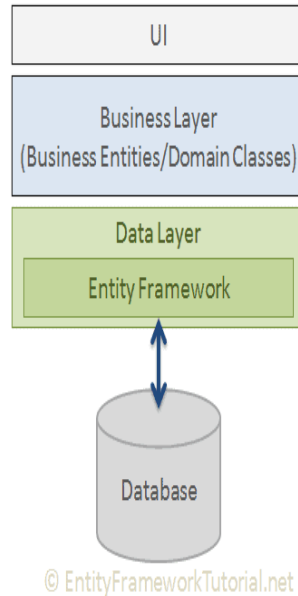 UI
Business Layer
(Business Entities/Domain Classes)
Data Layer
Entity Framework
Database
© EntityFrameworkTutorial.net